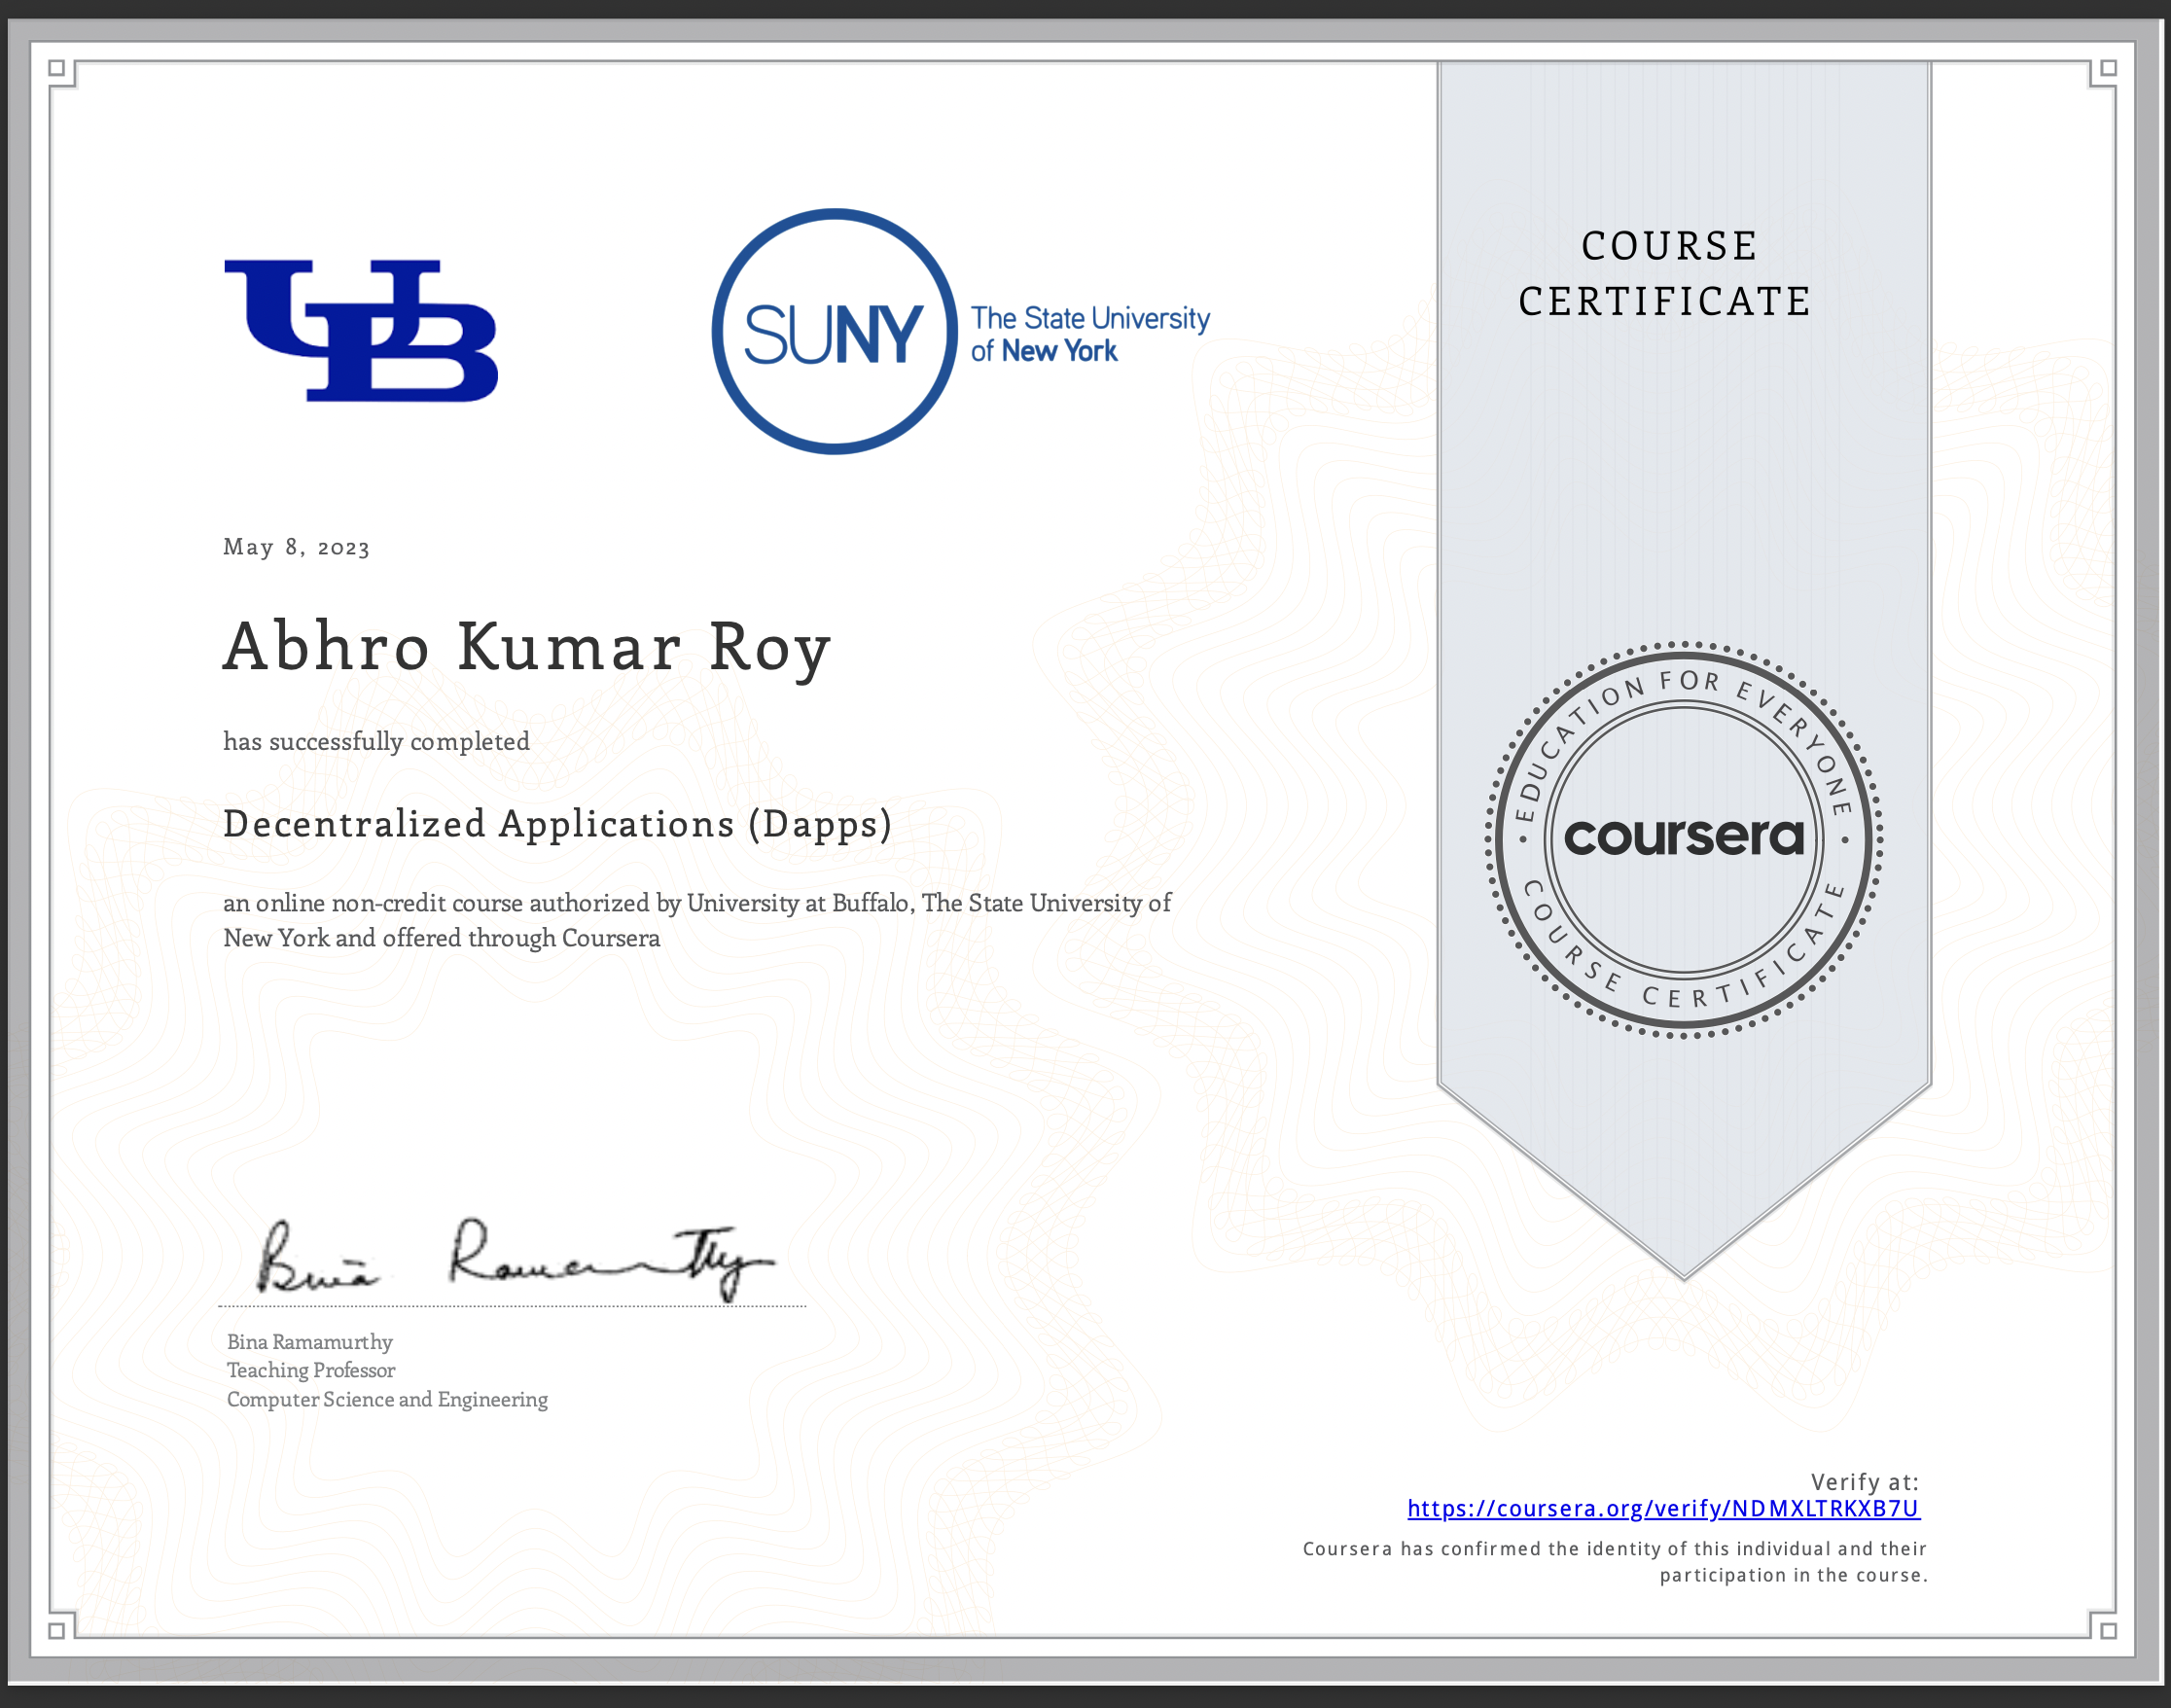 UB
SUNY
The State University
of New York
COURSE
CERTIFICATE
May 8, 2023
Abhro Kumar Roy
has successfully completed
Decentralized Applications (Dapps)
an online non-credit course authorized by University at Buffalo, The State University of
New York and offered through Coursera
EDUCATION FOR EVERYONE
coursera
COURSE CERTIFICATE
Bina Ramamurthy
Bina Ramamurthy
Teaching Professor
Computer Science and Engineering
Verify at:
https://coursera.org/verify/NDMXLTRKXB7U
Coursera has confirmed the identity of this individual and their
participation in the course.